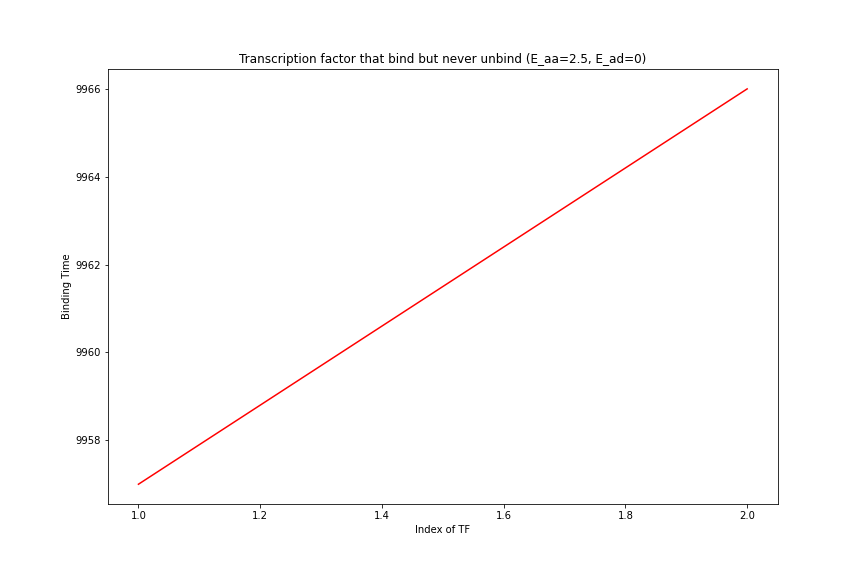 Transcription factor that bind but never unbind (E_aa=2.5, E_ad=0)
9966
9964
9962
9960
9958
Binding Time
1.0 1.2 1.4 1.6 1.8 2.0
Index of TF